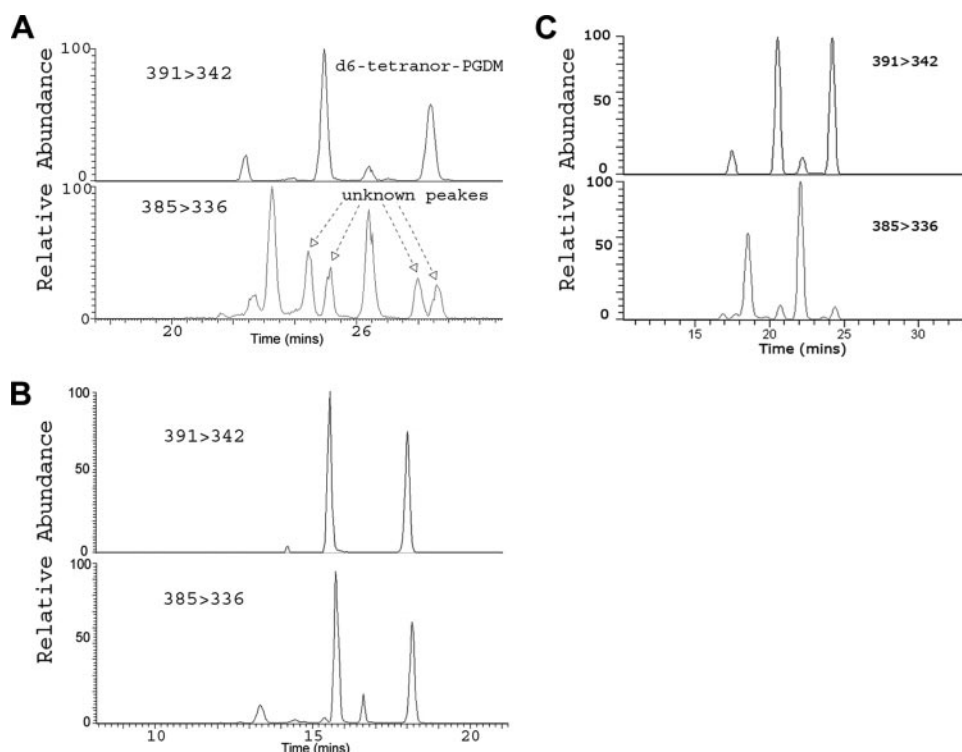 A
Relative Abundance
100
0
391>342
d6-tetranor-PGDM
100
0
385>336
unknown peakes
20
26
Time (mins)
B
Relative Abundance
100
50
0
391>342
100
50
0
385>336
10
15
20
Time (mins)
C
Relative Abundance
100
50
0
391>342
100
50
0
385>336
15
20
25
30
Time (mins)